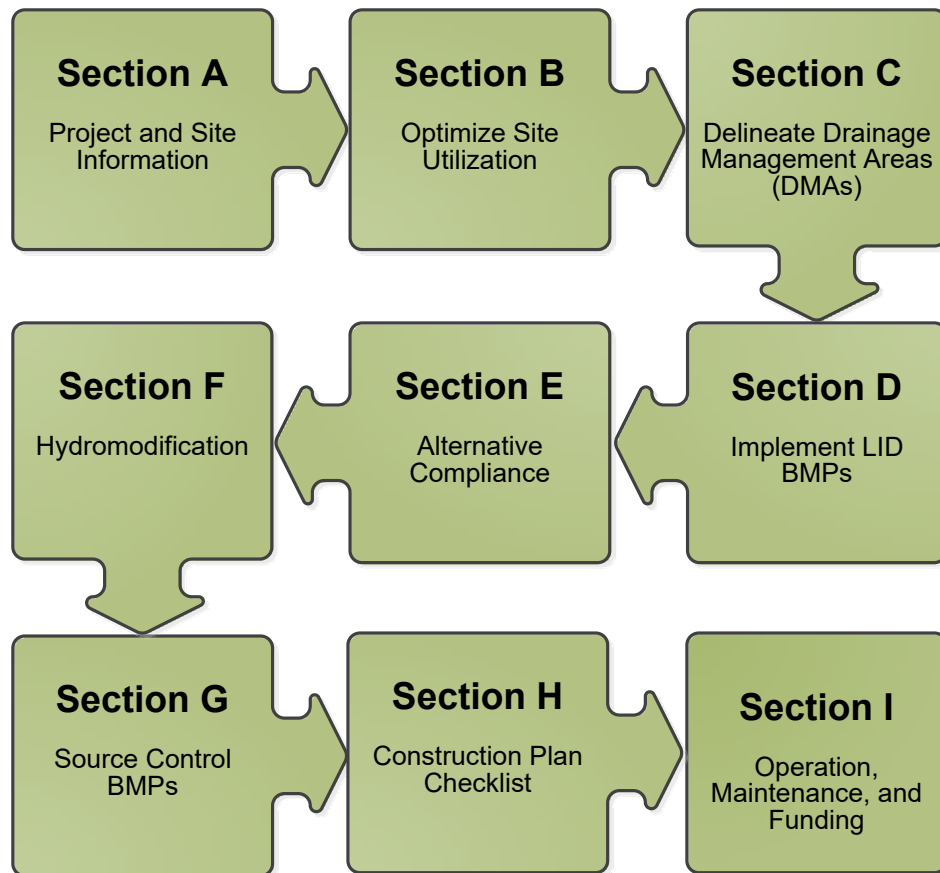 Section A
Project and Site
Information
Section B
Optimize Site
Utilization
Section C
Delineate Drainage
Management Areas
(DMAs)
Section D
Implement LID
BMPs
Section E
Alternative
Compliance
Section F
Hydromodification
Section G
Source Control
BMPs
Section H
Construction Plan
Checklist
Section I
Operation,
Maintenance, and
Funding